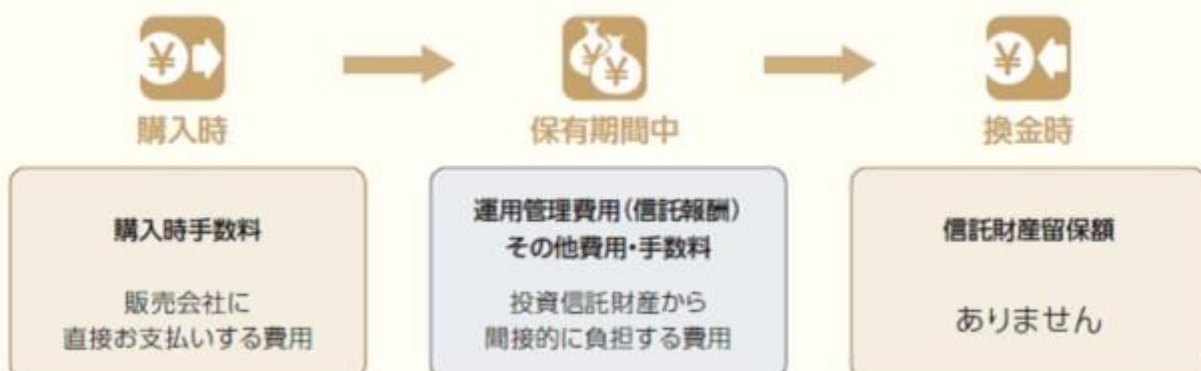 購入時
保有期間中
換金時
購入時手数料
販売会社に
直接お支払いする費用
運用管理費用(信託報酬)
その他費用・手数料
投資信託財産から
間接的に負担する費用
信託財産留保額
ありません